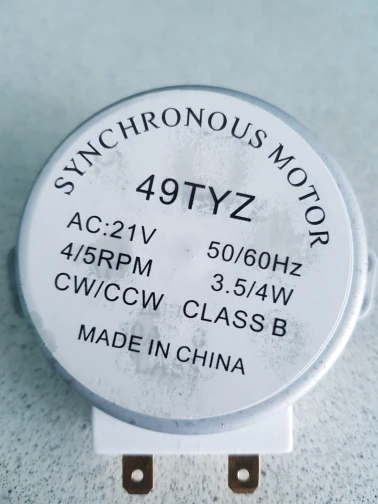 SYNCHRONOUS MOTOR
49TYZ
AC:21V 50/60Hz
4/5RPM 3.5/4W
CW/CCW CLASS B
MADE IN CHINA